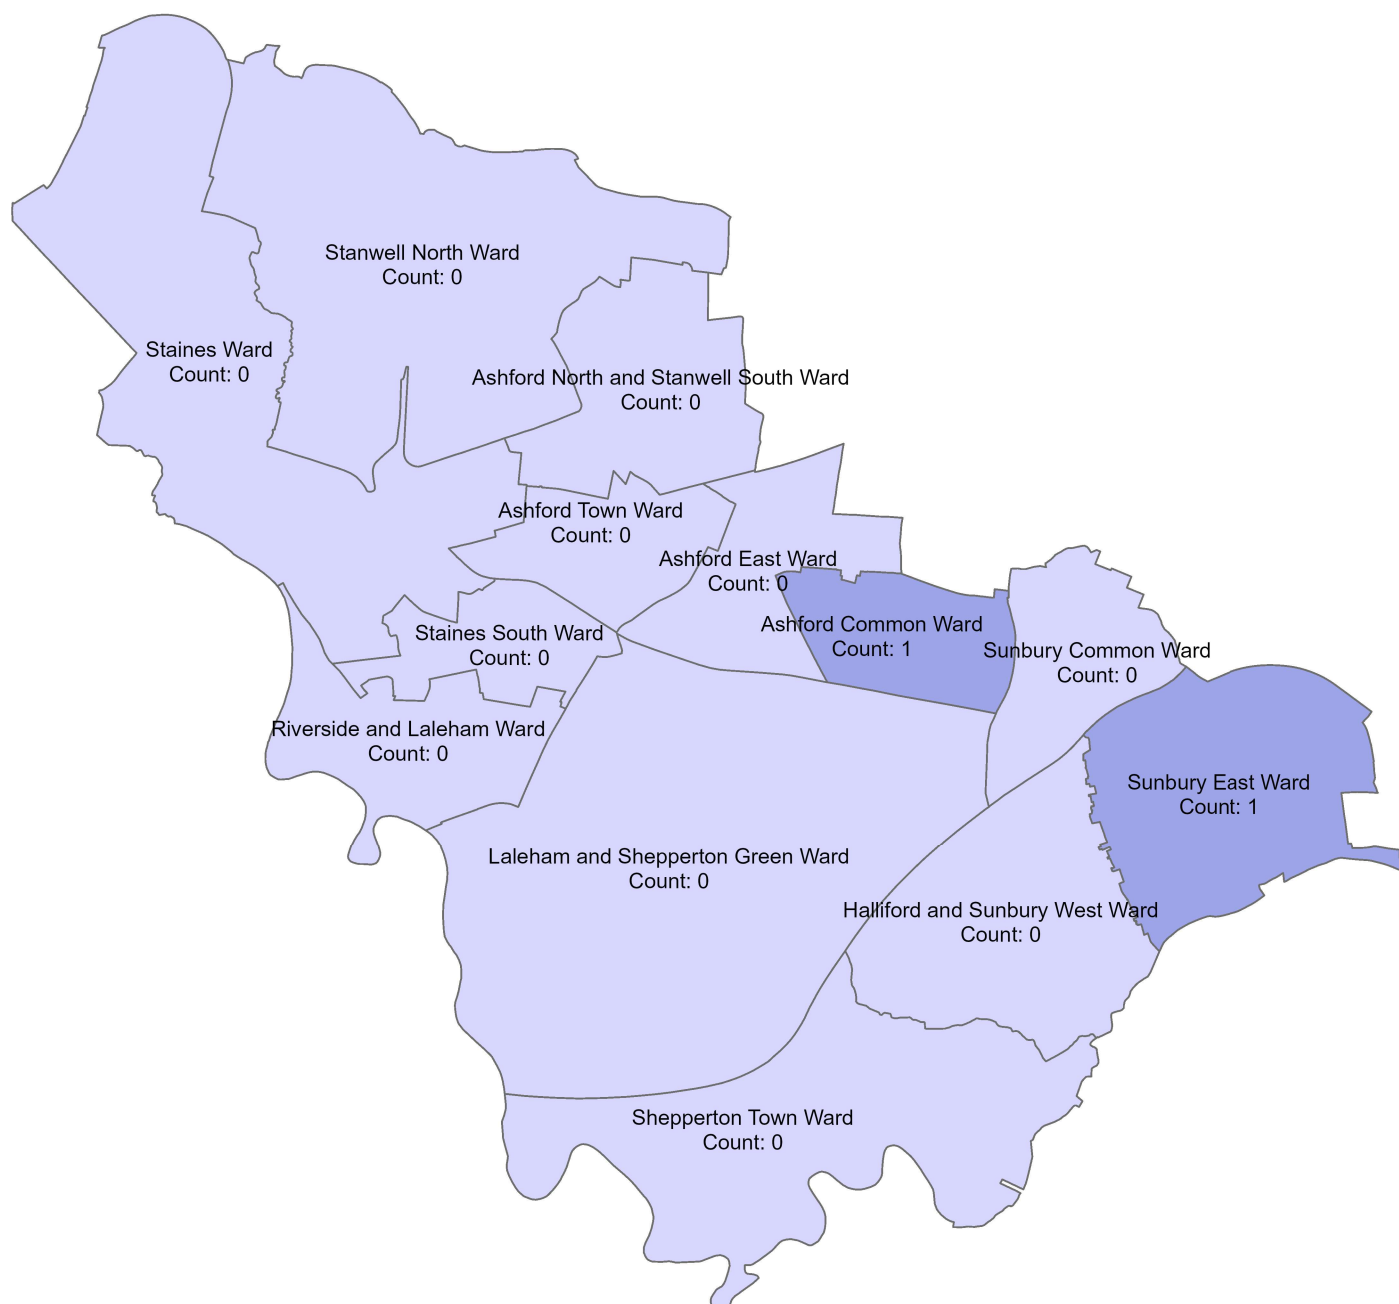 Stanwell North Ward
Count: 0
Staines Ward
Count: 0
Ashford North and Stanwell South Ward
Count: 0
Ashford Town Ward
Count: 0
Ashford East Ward
Count: 0
Ashford Common Ward
Count: 1
Staines South Ward
Count: 0
Sunbury Common Ward
Count: 0
Riverside and Laleham Ward
Count: 0
Sunbury East Ward
Count: 1
Laleham and Shepperton Green Ward
Count: 0
Halliford and Sunbury West Ward
Count: 0
Shepperton Town Ward
Count: 0